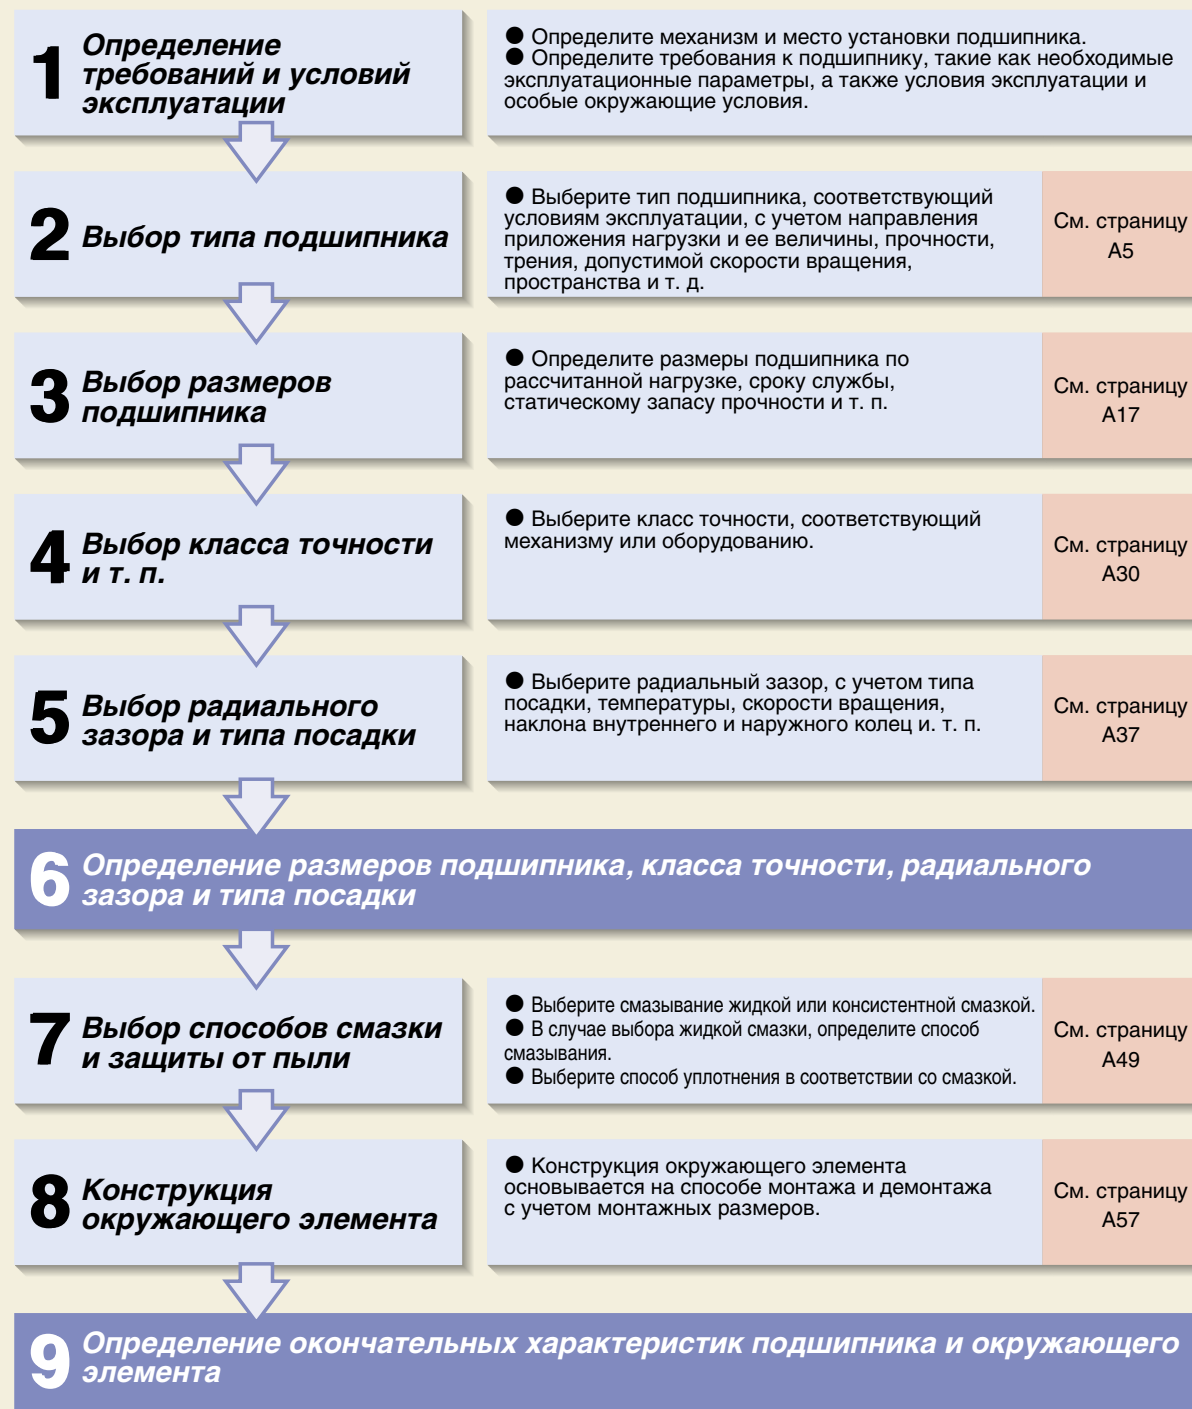 1
Определение
требований и условий
эксплуатации
● Определите механизм и место установки подшипника.
● Определите требования к подшипнику, такие как необходимые
эксплуатационные параметры, а также условия эксплуатации и
особые окружающие условия.
2
Выбор типа подшипника
● Выберите тип подшипника, соответствующий
условиям эксплуатации, с учетом направления
приложения нагрузки и ее величины, прочности,
трения, допустимой скорости вращения,
пространства и т. д.
См. страницу
А5
3
Выбор размеров
подшипника
● Определите размеры подшипника по
рассчитанной нагрузке, сроку службы,
статическому запасу прочности и т. п.
См. страницу
А17
4
Выбор класса точности
и т. п.
● Выберите класс точности, соответствующий
механизму или оборудованию.
См. страницу
А30
5
Выбор радиального
зазора и типа посадки
● Выберите радиальный зазор, с учетом типа
посадки, температуры, скорости вращения,
наклона внутреннего и наружного колец и. т. п.
См. страницу
А37
6
Определение размеров подшипника, класса точности, радиального
зазора и типа посадки
7
Выбор способов смазки
и защиты от пыли
● Выберите смазывание жидкой или консистентной смазкой.
● В случае выбора жидкой смазки, определите способ
смазывания.
● Выберите способ уплотнения в соответствии со смазкой.
См. страницу
А49
8
Конструкция
окружающего элемента
● Конструкция окружающего элемента
основывается на способе монтажа и демонтажа
с учетом монтажных размеров.
См. страницу
А57
9
Определение окончательных характеристик подшипника и окружающего
элемента